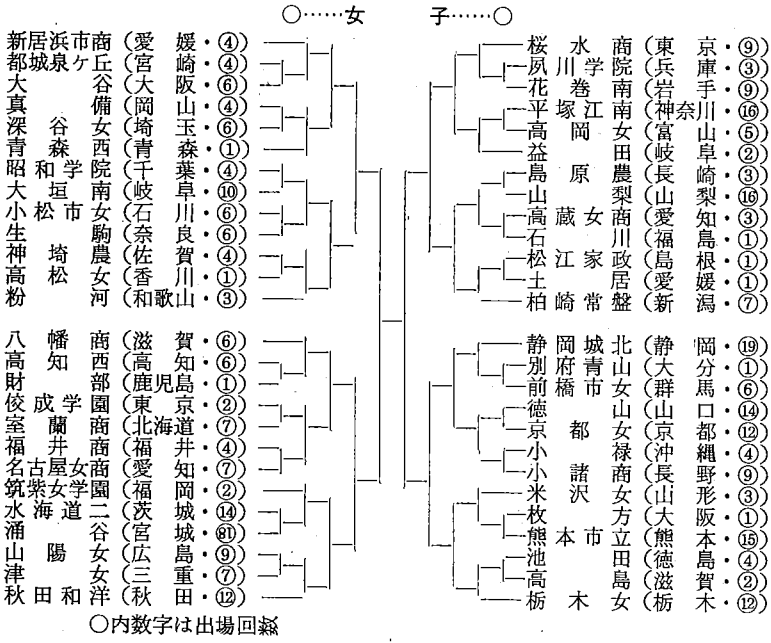 ○……女子……○
新居浜市商(愛媛・④)
都城泉ケ丘(宮崎・④)
大谷(大阪・⑥)
真備(岡山・④)
深谷女(埼玉・⑥)
青森西(青森・①)
昭和学院(千葉・④)
大垣南(岐阜・⑩)
小松市女(石川・⑥)
生駒(奈良・⑥)
神埼農(佐賀・④)
高松女(香川・①)
粉河(和歌山・③)
八幡商(滋賀・⑥)
高知西(高知・⑥)
財部(鹿児島・①)
佼成学園(東京・②)
室蘭商(北海道・⑦)
福井商(福井・④)
名古屋女商(愛知・⑦)
筑紫女学園(福岡・②)
水海道二(茨城・⑭)
涌谷(宮城・)
山陽女(広島・⑨)
津女(三重・⑦)
秋田和洋(秋田・⑫)
桜水商(東京・⑨)
夙川学院(兵庫・③)
花巻南(岩手・⑨)
平塚江南(神奈川・⑯)
高岡女(富山・⑤)
益田(岐阜・②)
島原農(長崎・③)
山梨(山梨・⑯)
高蔵女商(愛知・③)
石川(福島・①)
松江家政(島根・①)
土居(愛媛・①)
柏崎常盤(新潟・⑦)
静岡城北(静岡・⑲)
別府青山(大分・①)
前橋市女(群馬・⑥)
徳山(山口・⑭)
京都女(京都・⑫)
小禄(沖縄・④)
小諸商(長野・⑨)
米沢女(山形・③)
枚方(大阪・①)
熊本市立(熊本・⑮)
池田(徳島・④)
高島(滋賀・②)
栃木女(栃木・⑫)
○内数字は出場回数